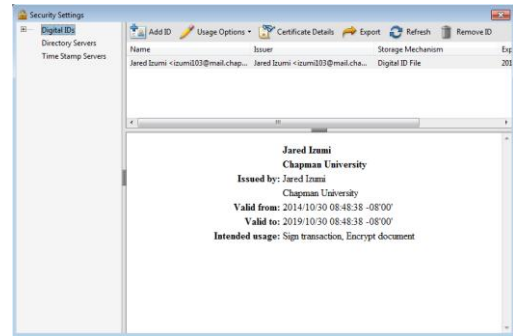 Security Settings
Digital IDs
Directory Servers
Time Stamp Servers
Add ID Usage Options Certificate Details Export Refresh Remove ID
Name Issuer Storage Mechanism Exp
Jared Izumi <izumi103@mail.chap... Jared Izumi <izumi103@mail.cha... Digital ID File 201
Jared Izumi
Chapman University
Issued by: Jared Izumi
Chapman University
Valid from: 2014/10/30 08:48:38 -08'00'
Valid to: 2019/10/30 08:48:38 -08'00'
Intended usage: Sign transaction, Encrypt document